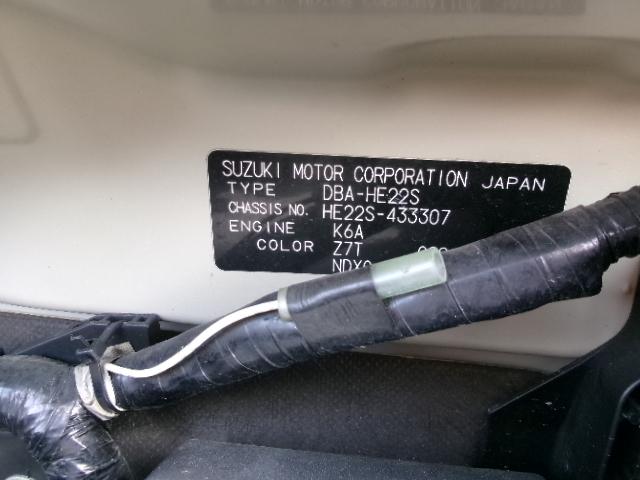 SUZUKI MOTOR CORPORATION JAPAN
TYPE DBA-HE22S
CHASSIS NO. HE22S-433307
ENGINE K6A
COLOR Z7T